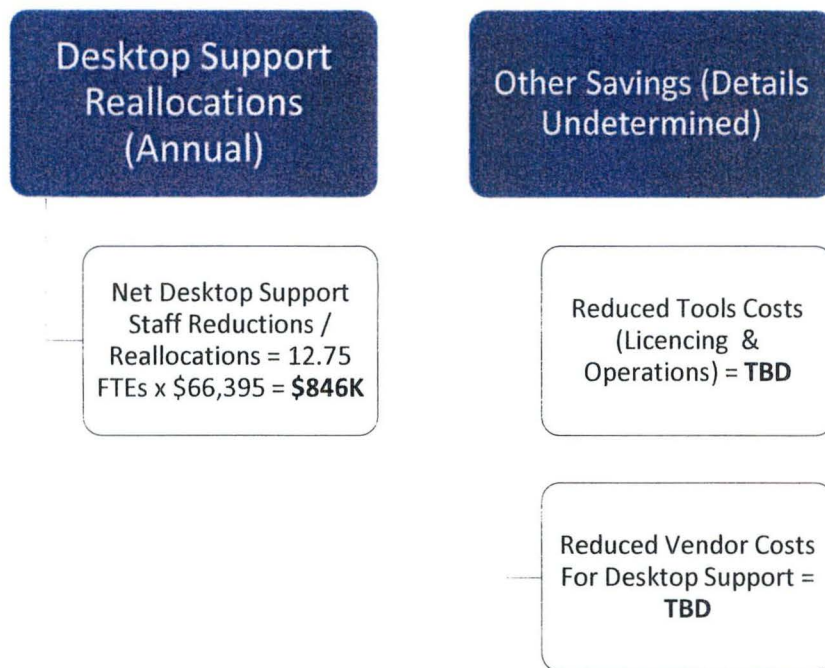 Desktop Support
Reallocations
(Annual)
Net Desktop Support
Staff Reductions /
Reallocations = 12.75
FTEs x $66,395 = $846K
Other Savings (Details
Undetermined)
Reduced Tools Costs
(Licencing &
Operations) = TBD
Reduced Vendor Costs
For Desktop Support =
TBD